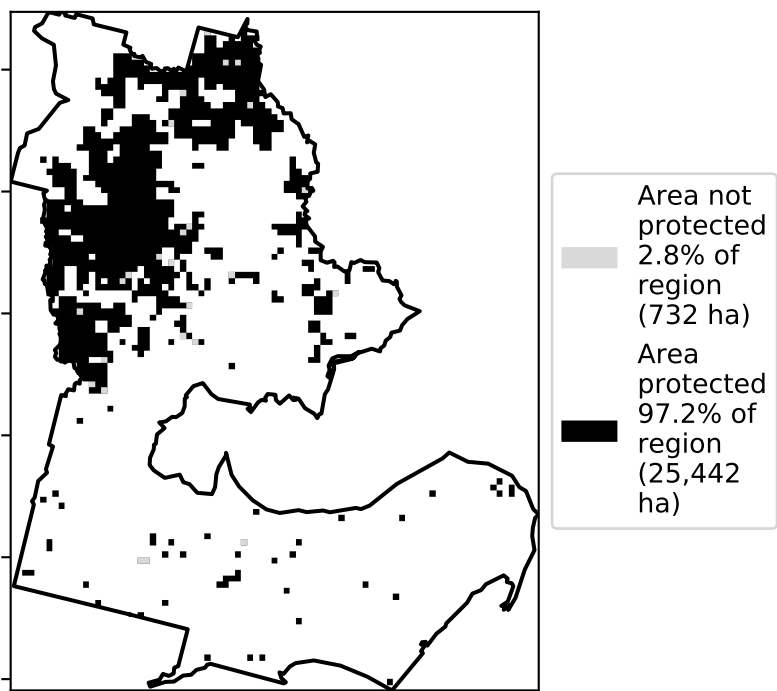 Area not
protected
2.8% of
region
(732 ha)
Area
protected
97.2% of
region
(25,442
ha)